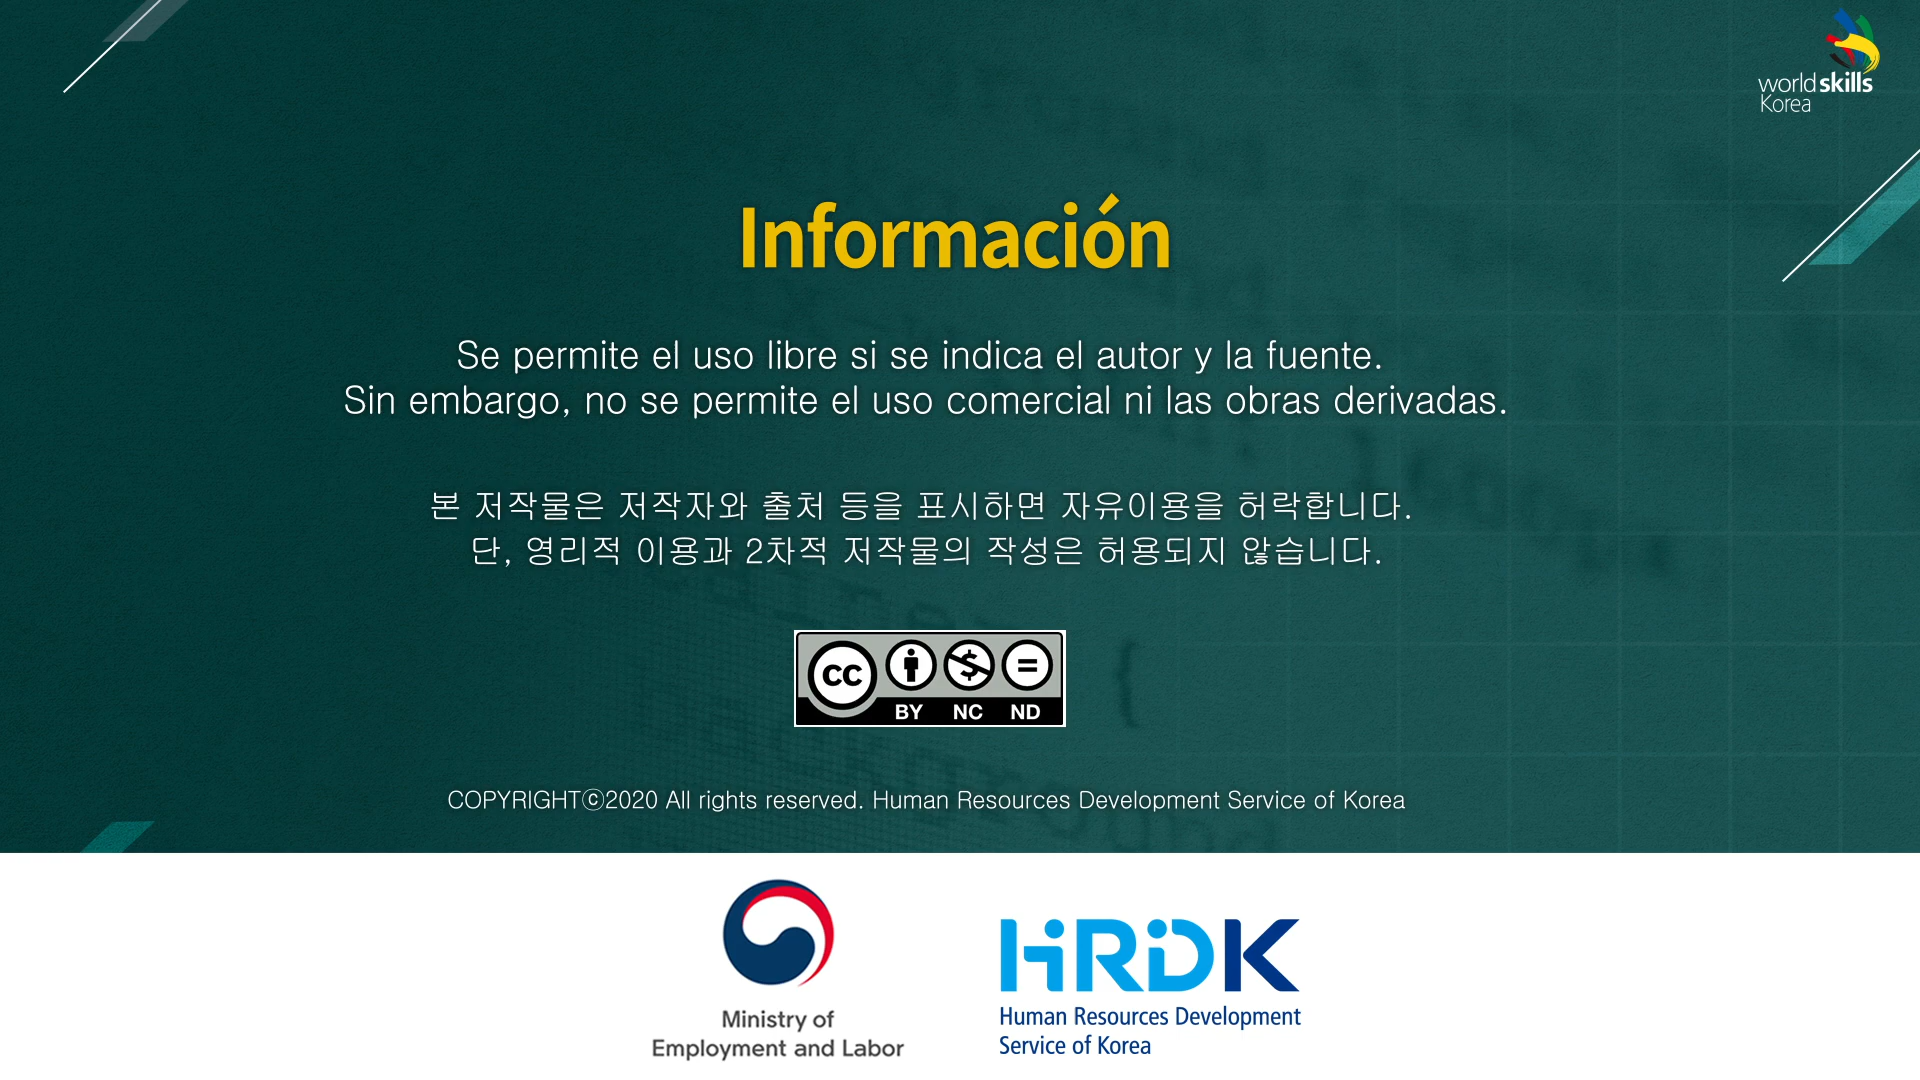 worldskills
Korea
Información
Se permite el uso libre si se indica el autor y la fuente.
Sin embargo, no se permite el uso comercial ni las obras derivadas.
본 저작물은 저작자와 출처 등을 표시하면 자유이용을 허락합니다.
단, 영리적 이용과 2차적 저작물의 작성은 허용되지 않습니다.
CC BY NC ND
COPYRIGHTⓒ2020 All rights reserved. Human Resources Development Service of Korea
Ministry of
Employment and Labor
HRDK
Human Resources Development
Service of Korea